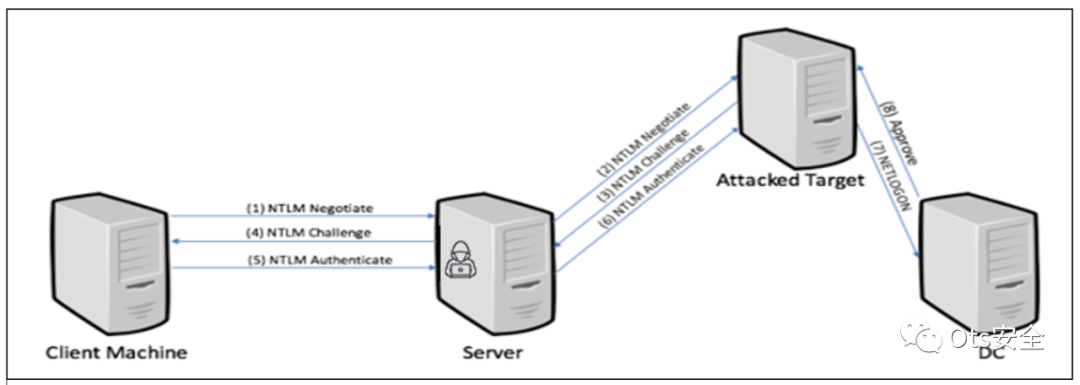 (1) NTLM Negotiate
(4) NTLM Challenge
(5) NTLM Authenticate
(2) NTLM Negotiate
(3) NTLM Challenge
(6) NTLM Authenticate
(8) Approve
(7) NETLOGON
Attacked Target
Client Machine
Server
DC
Ots安全